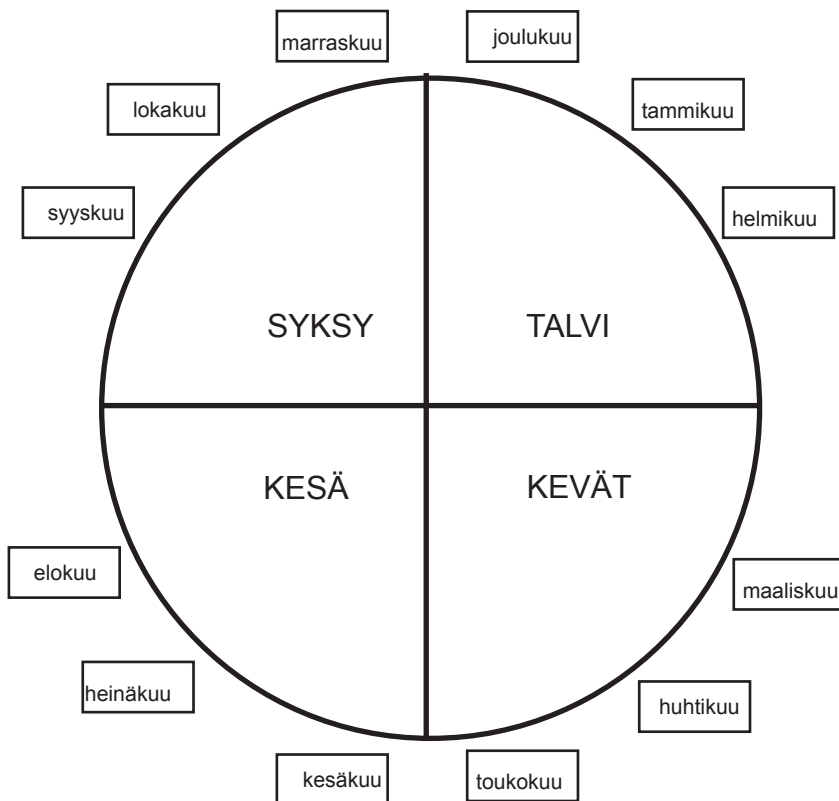 marraskuu
joulukuu
lokakuu
tammikuu
syyskuu
helmikuu
SYKSY
TALVI
KESÄ
KEVÄT
elokuu
maaliskuu
heinäkuu
huhtikuu
kesäkuu
toukokuu